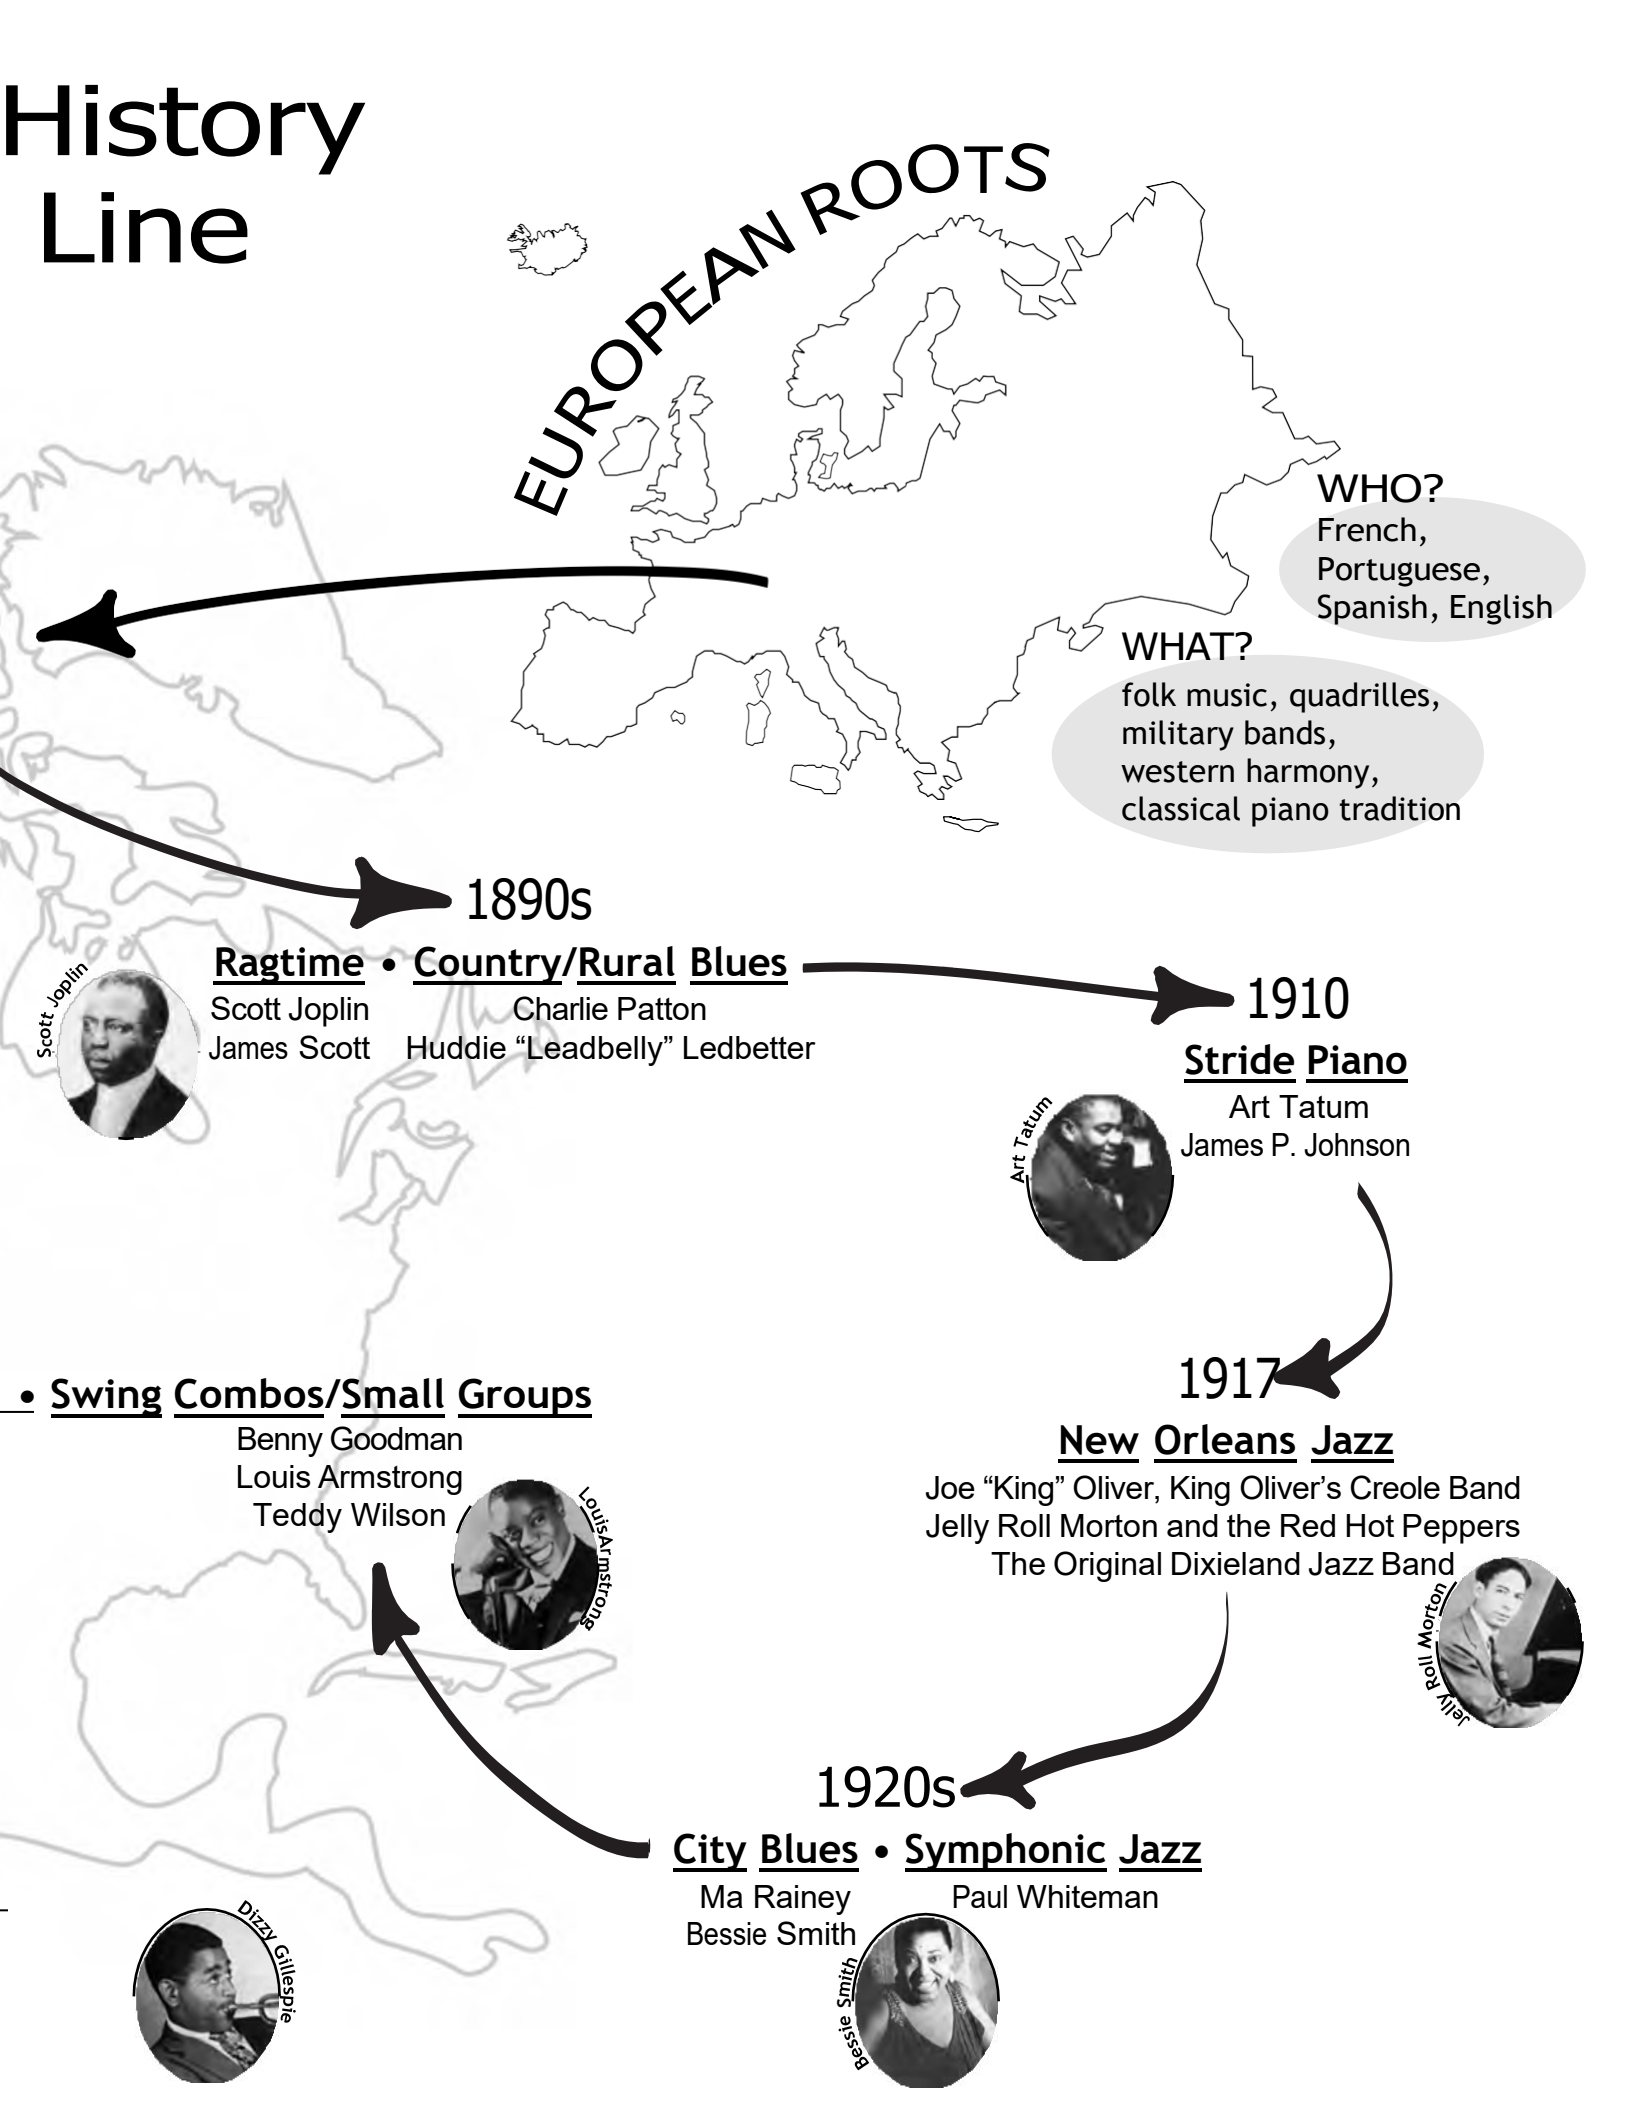 History
Line
EUROPEAN ROOTS
WHO?
French,
Portuguese,
Spanish, English
WHAT?
folk music, quadrilles,
military bands,
western harmony,
classical piano tradition
1890s
Ragtime • Country/Rural Blues
Scott Joplin
Charlie Patton
James Scott
Huddie “Leadbelly” Ledbetter
Scott Joplin
1910
Stride Piano
Art Tatum
James P. Johnson
Art Tatum
1917
New Orleans Jazz
Joe “King” Oliver, King Oliver’s Creole Band
Jelly Roll Morton and the Red Hot Peppers
The Original Dixieland Jazz Band
Jelly Roll Morton
1920s
City Blues • Symphonic Jazz
Ma Rainey
Paul Whiteman
Bessie Smith
Bessie Smith
• Swing Combos/Small Groups
Benny Goodman
Louis Armstrong
Teddy Wilson
LouisArmstrong
Dizzy Gillespie